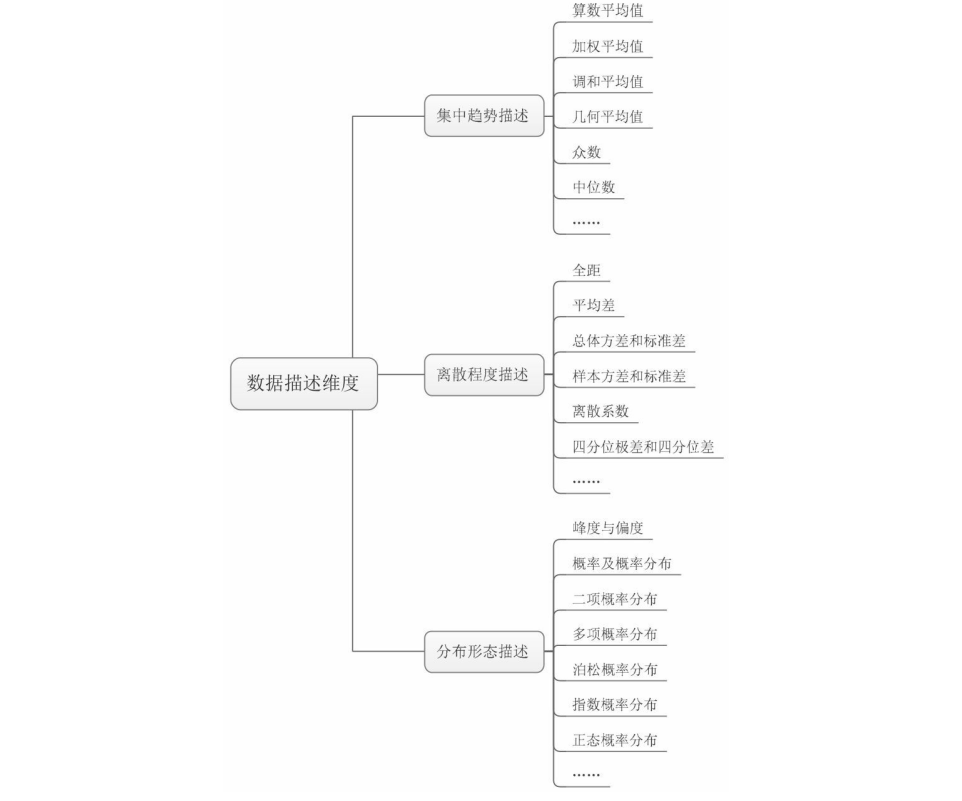 数据描述维度
集中趋势描述
算数平均值
加权平均值
调和平均值
几何平均值
众数
中位数
……
离散程度描述
全距
平均差
总体方差和标准差
样本方差和标准差
离散系数
四分位极差和四分位差
……
分布形态描述
峰度与偏度
概率及概率分布
二项概率分布
多项概率分布
泊松概率分布
指数概率分布
正态概率分布
……